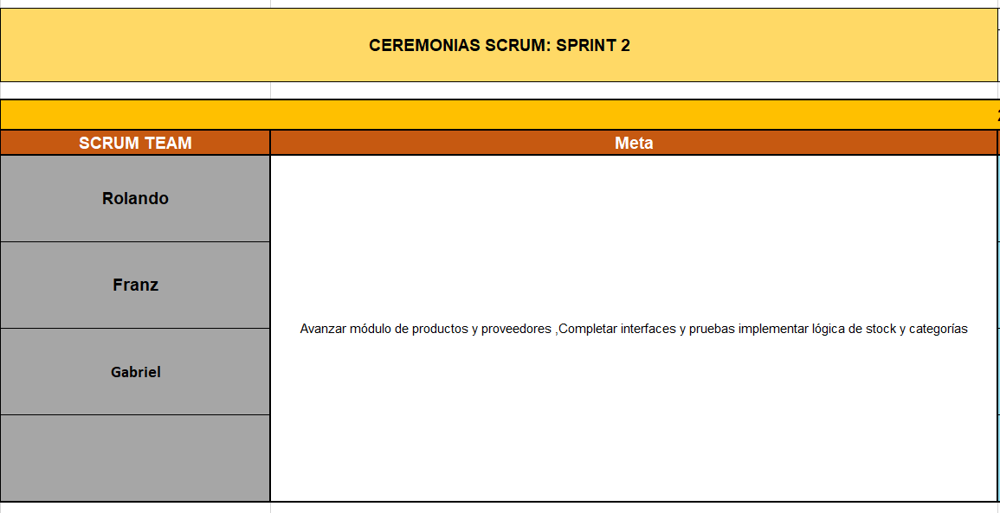 CEREMONIAS SCRUM: SPRINT 2
SCRUM TEAM
Meta
Rolando
Franz
Avanzar módulo de productos y proveedores ,Completar interfaces y pruebas implementar lógica de stock y categorías
Gabriel